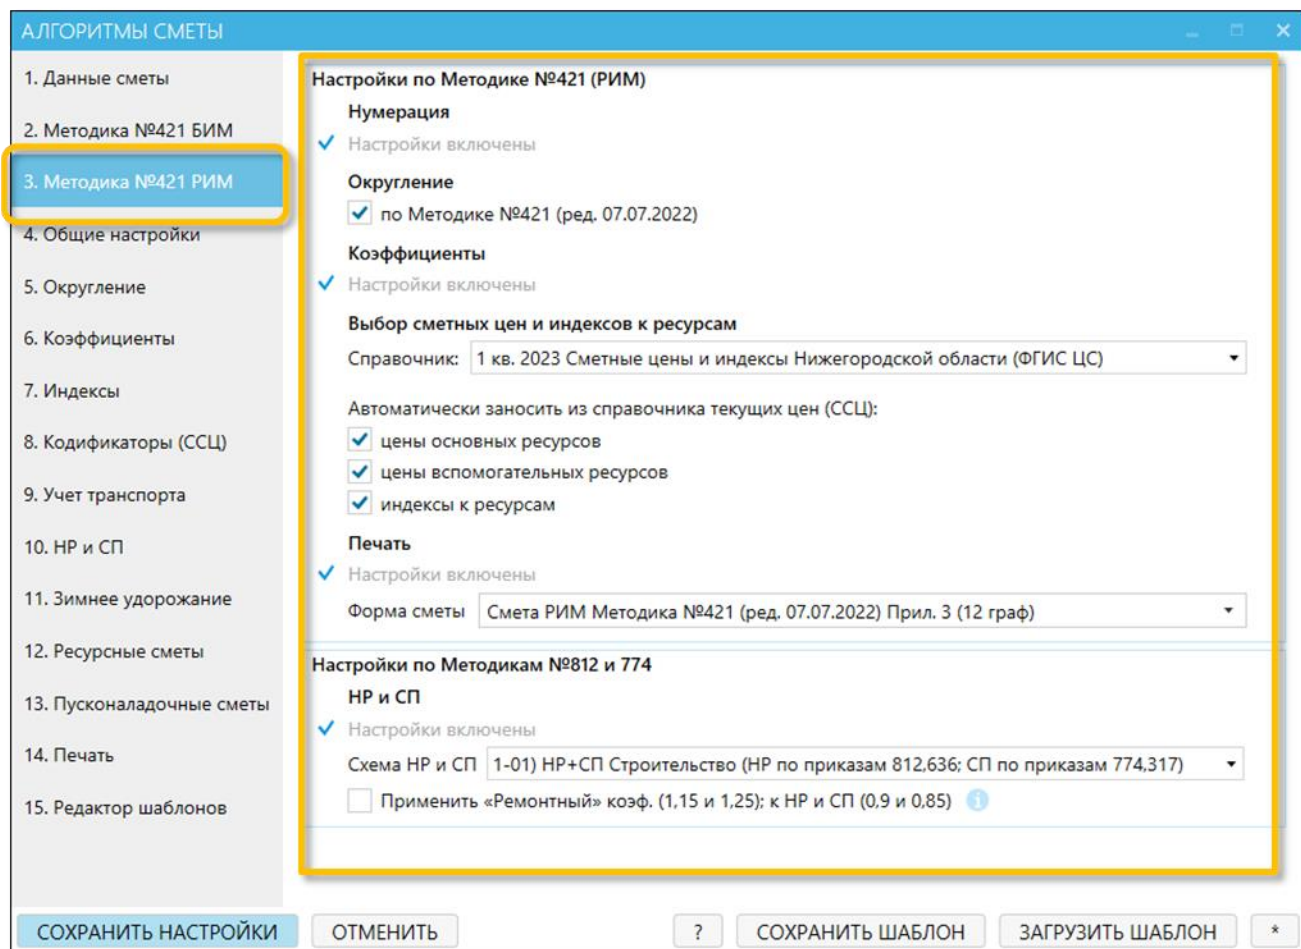 АЛГОРИТМЫ СМЕТЫ
1. Данные сметы
2. Методика №421 БИМ
3. Методика №421 РИМ
4. Общие настройки
5. Округление
6. Коэффициенты
7. Индексы
8. Кодификаторы (ССЦ)
9. Учет транспорта
10. НР и СП
11. Зимнее удорожание
12. Ресурсные сметы
13. Пусконаладочные сметы
14. Печать
15. Редактор шаблонов
Настройки по Методике №421 (РИМ)
Нумерация
Настройки включены
Округление
по Методике №421 (ред. 07.07.2022)
Коэффициенты
Настройки включены
Выбор сметных цен и индексов к ресурсам
Справочник: 1 кв. 2023 Сметные цены и индексы Нижегородской области (ФГИС ЦС)
Автоматически заносить из справочника текущих цен (ССЦ):
цены основных ресурсов
цены вспомогательных ресурсов
индексы к ресурсам
Печать
Настройки включены
Форма сметы Смета РИМ Методика №421 (ред. 07.07.2022) Прил. 3 (12 граф)
Настройки по Методикам №812 и 774
НР и СП
Настройки включены
Схема НР и СП 1-01) НР+СП Строительство (НР по приказам 812,636; СП по приказам 774,317)
Применить «Ремонтный» коэф. (1,15 и 1,25); к НР и СП (0,9 и 0,85) i
СОХРАНИТЬ НАСТРОЙКИ ОТМЕНИТЬ ? СОХРАНИТЬ ШАБЛОН ЗАГРУЗИТЬ ШАБЛОН *